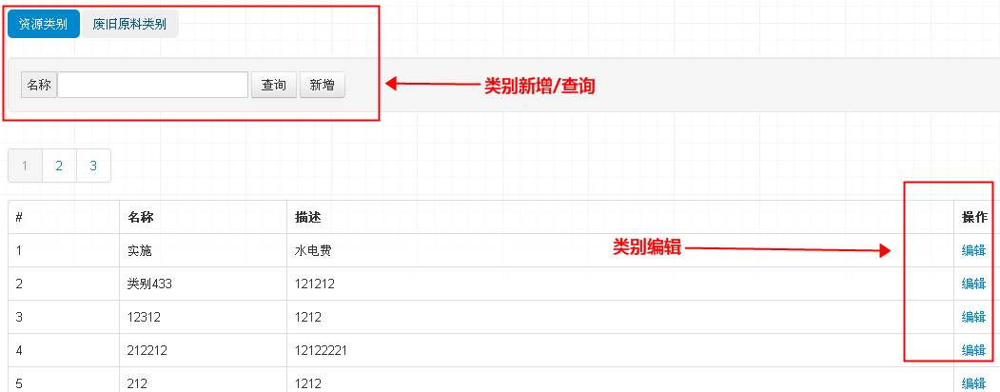 资源类别 废旧原料类别
名称 查询 新增
类别新增/查询
1 2 3
# 名称 描述 操作
类别编辑
1 实施 水电费 编辑
2 类别433 121212 编辑
3 12312 1212 编辑
4 212212 12122221 编辑
5 212 1212 编辑